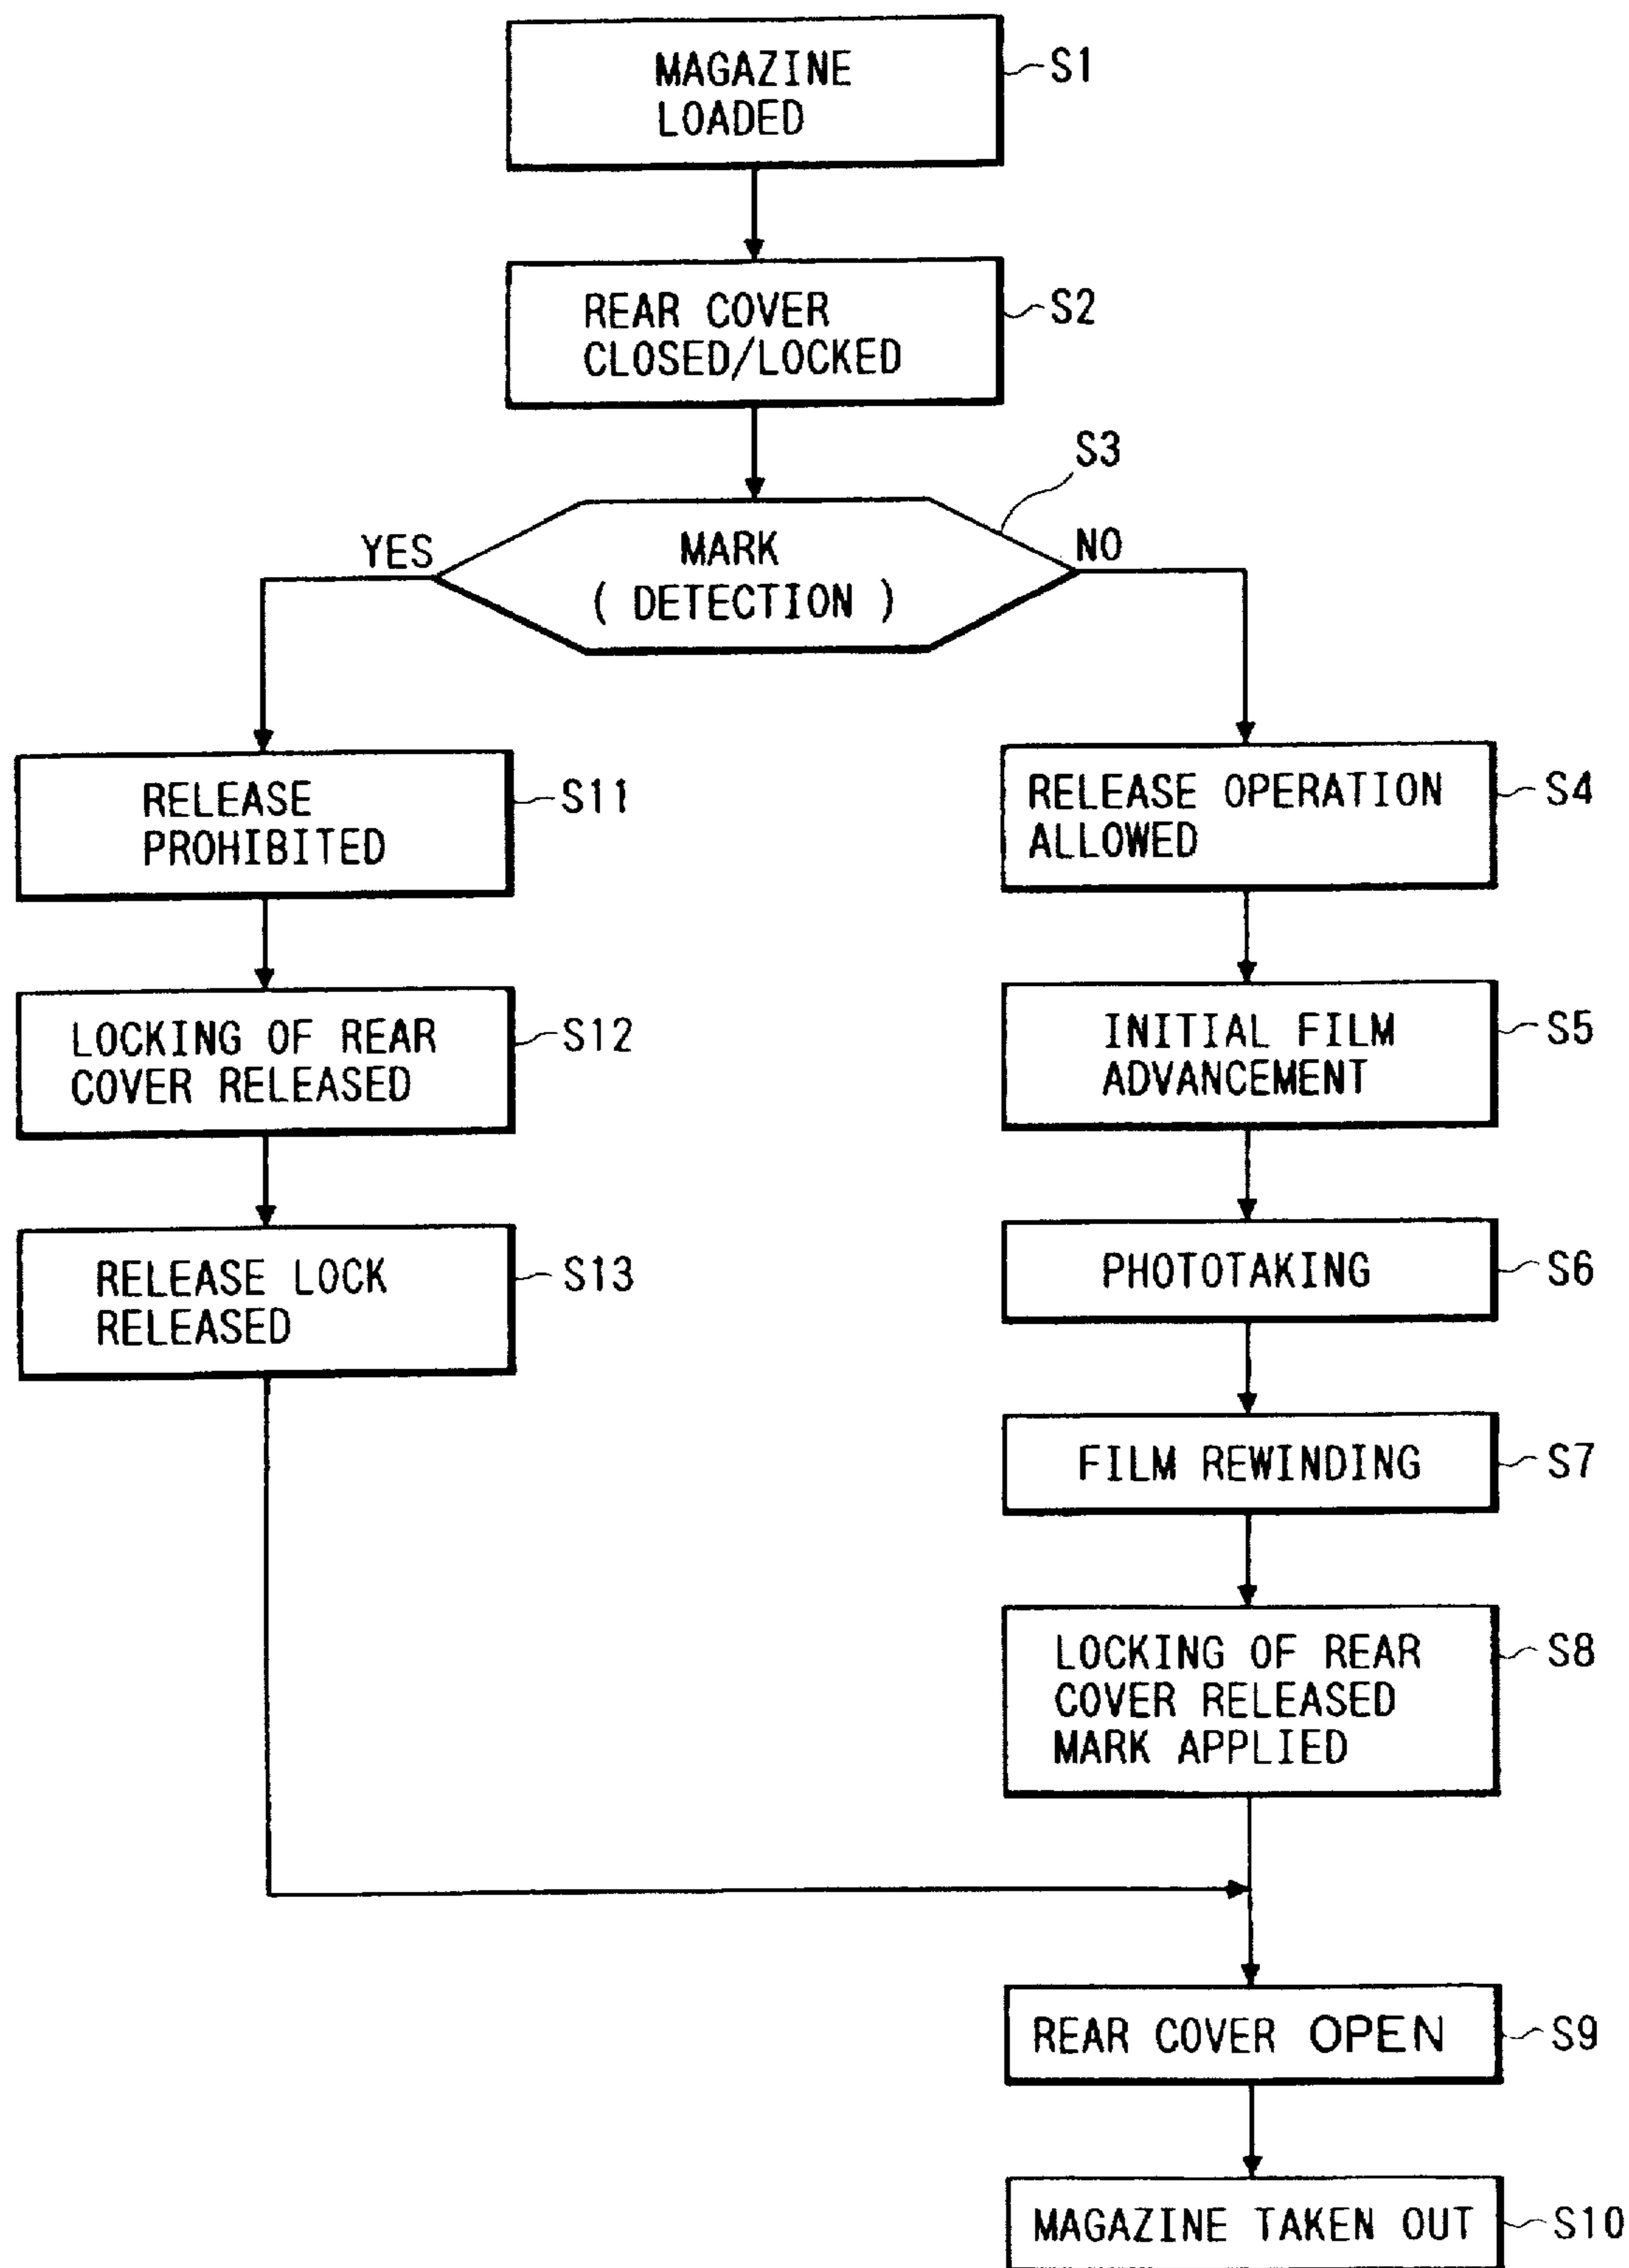 MAGAZINE
LOADED
S1
REAR COVER
CLOSED/LOCKED
S2
S3
YES
MARK
( DETECTION )
NO
RELEASE
PROHIBITED
S11
RELEASE OPERATION
ALLOWED
S4
LOCKING OF REAR
COVER RELEASED
S12
INITIAL FILM
ADVANCEMENT
S5
RELEASE LOCK
RELEASED
S13
PHOTOTAKING
S6
FILM REWINDING
S7
LOCKING OF REAR
COVER RELEASED
MARK APPLIED
S8
REAR COVER OPEN
S9
MAGAZINE TAKEN OUT
S10